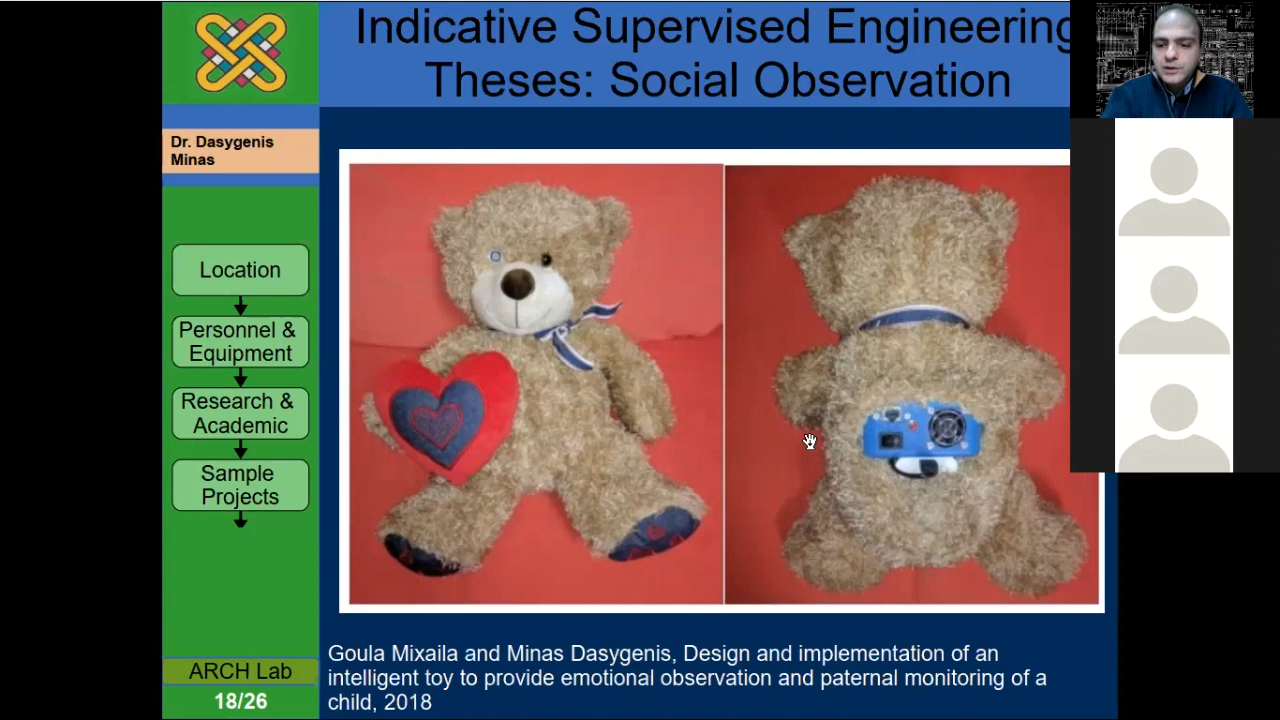 Indicative Supervised Engineering
Theses: Social Observation
Dr. Dasygenis
Minas
Location
Personnel &
Equipment
Research &
Academic
Sample
Projects
ARCH Lab
18/26
Goula Mixaila and Minas Dasygenis, Design and implementation of an
intelligent toy to provide emotional observation and paternal monitoring of a
child, 2018